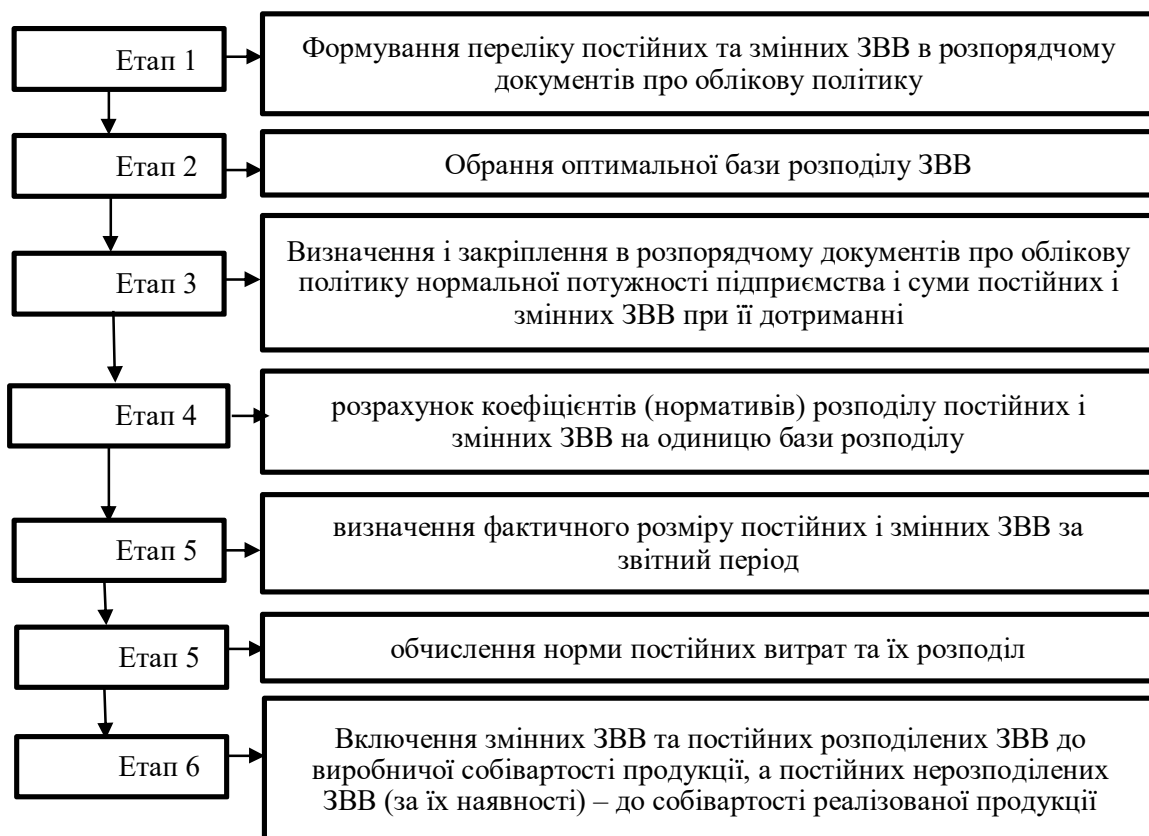 Етап 1
Формування переліку постійних та змінних ЗВВ в розпорядчому
документів про облікову політику
Етап 2
Обрання оптимальної бази розподілу ЗВВ
Етап 3
Визначення і закріплення в розпорядчому документів про облікову
політику нормальної потужності підприємства і суми постійних і
змінних ЗВВ при її дотриманні
Етап 4
розрахунок коефіцієнтів (нормативів) розподілу постійних і
змінних ЗВВ на одиницю бази розподілу
Етап 5
визначення фактичного розміру постійних і змінних ЗВВ за
звітний період
Етап 5
обчислення норми постійних витрат та їх розподіл
Етап 6
Включення змінних ЗВВ та постійних розподілених ЗВВ до
виробничої собівартості продукції, а постійних нерозподілених
ЗВВ (за їх наявності) – до собівартості реалізованої продукції